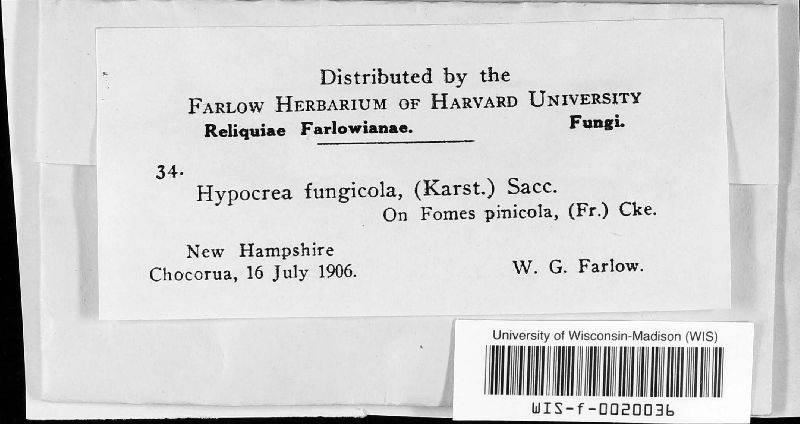 Distributed by the
FARLOW HERBARIUM OF HARVARD UNIVERSITY
Reliquiae Farlowianae. Fungi.
34.
Hypocrea fungicola, (Karst.) Sacc.
On Fomes pinicola, (Fr.) Cke.
New Hampshire
Chocorua, 16 July 1906. W. G. Farlow.
University of Wisconsin-Madison (WIS)
WIS-f-0020036